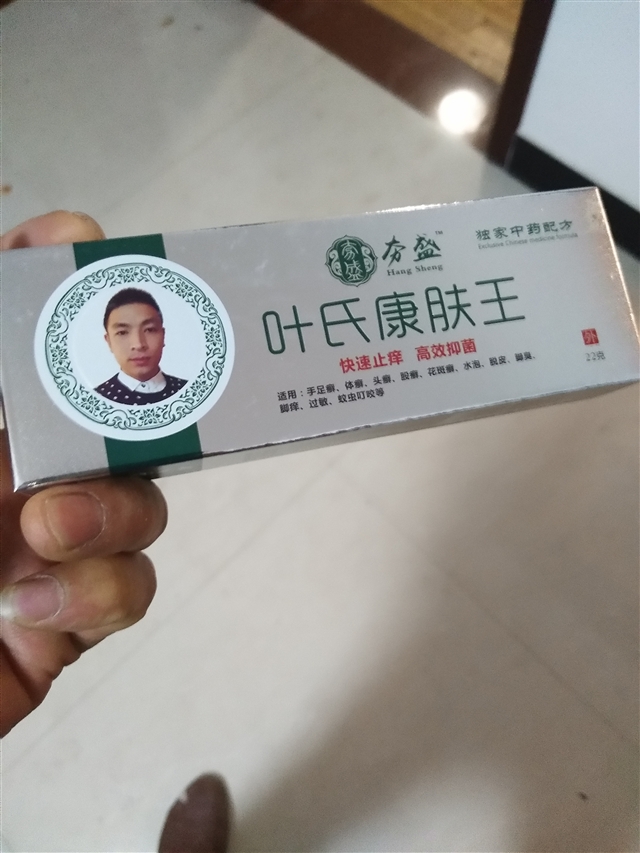 夯盛™
Hang Sheng
独家中药配方
Exclusive Chinese medicine formula
叶氏康肤王
快速止痒 高效抑菌
适用：手足癣、体癣、头癣、股癣、花斑癣、水泡、脱皮、脚臭、
脚痒、过敏、蚊虫叮咬等
外
22克